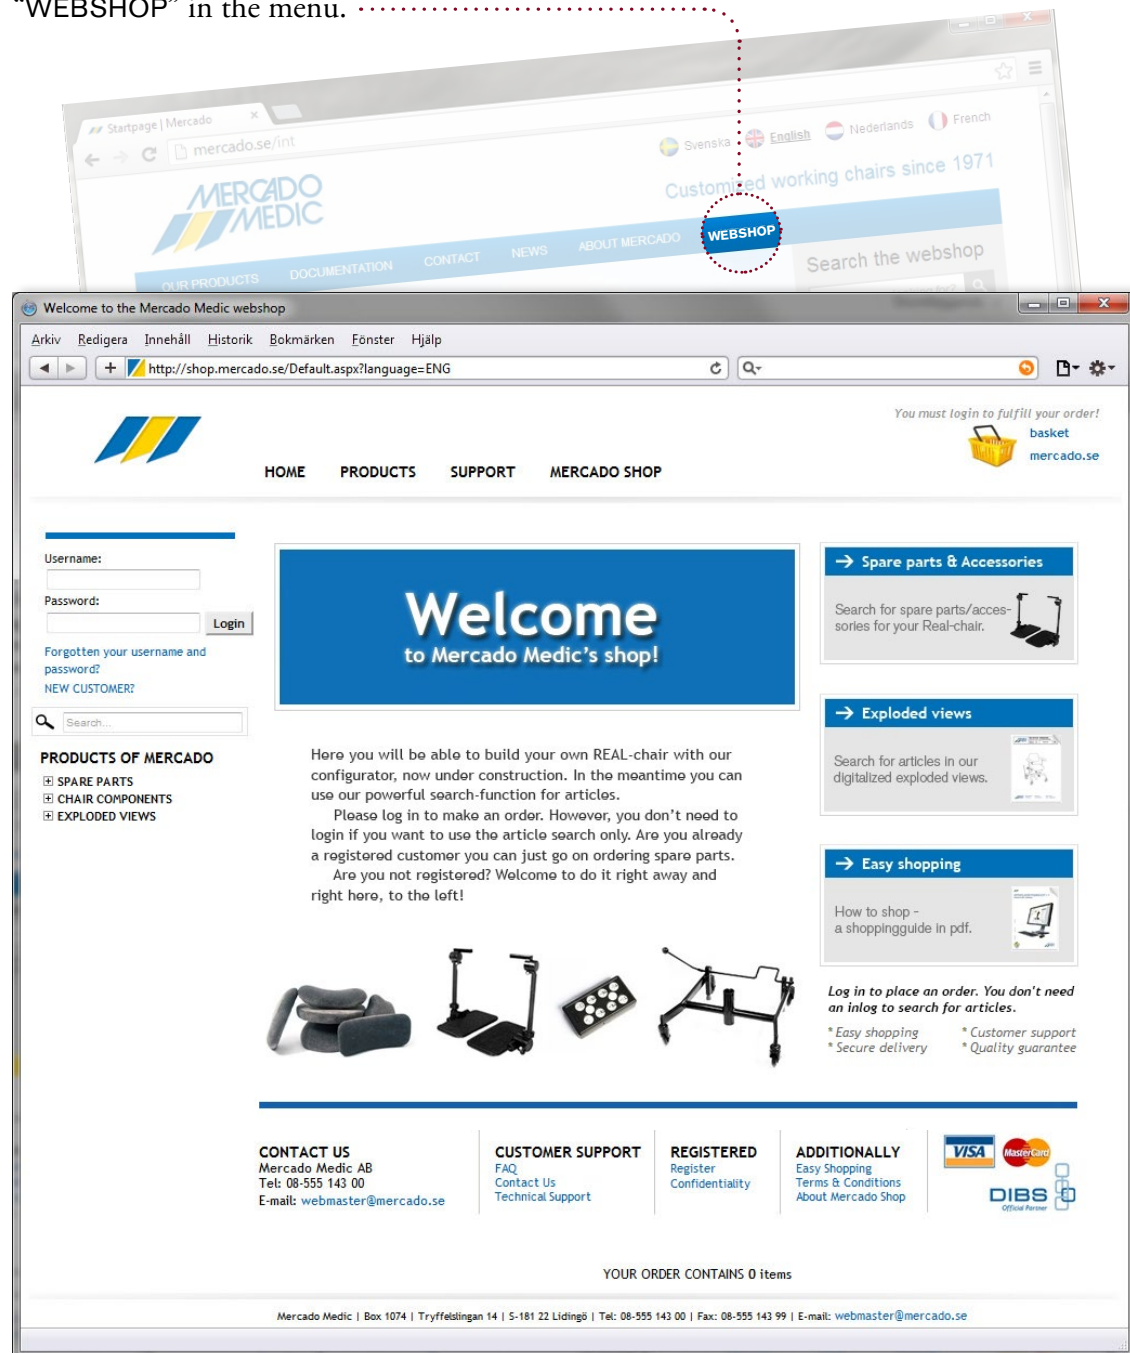 "WEBSHOP" in the menu.
Startpage | Mercado
mercado.se/int
Svenska English Nederlands French
MERCADO
MEDIC
Customized working chairs since 1971
OUR PRODUCTS DOCUMENTATION CONTACT NEWS ABOUT MERCADO WEBSHOP
Search the webshop
Welcome to the Mercado Medic webshop
Arkiv Redigera Innehåll Historik Bokmärken Fönster Hjälp
http://shop.mercado.se/Default.aspx?language=ENG
You must login to fulfill your order!
basket
mercado.se
HOME PRODUCTS SUPPORT MERCADO SHOP
Username:
Password:
Login
Forgotten your username and
password?
NEW CUSTOMER?
Search...
PRODUCTS OF MERCADO
SPARE PARTS
CHAIR COMPONENTS
EXPLODED VIEWS
Welcome
to Mercado Medic's shop!
Here you will be able to build your own REAL-chair with our
configurator, now under construction. In the meantime you can
use our powerful search-function for articles.
Please log in to make an order. However, you don't need to
login if you want to use the article search only. Are you already
a registered customer you can just go on ordering spare parts.
Are you not registered? Welcome to do it right away and
right here, to the left!
Spare parts & Accessories
Search for spare parts/acces-
sories for your Real-chair.
Exploded views
Search for articles in our
digitalized exploded views.
Easy shopping
How to shop -
a shoppingguide in pdf.
Log in to place an order. You don't need
an inlog to search for articles.
* Easy shopping * Customer support
* Secure delivery * Quality guarantee
CONTACT US
Mercado Medic AB
Tel: 08-555 143 00
E-mail: webmaster@mercado.se
CUSTOMER SUPPORT
FAQ
Contact Us
Technical Support
REGISTERED
Register
Confidentiality
ADDITIONALLY
Easy Shopping
Terms & Conditions
About Mercado Shop
VISA MasterCard
DIBS
Official Partner
YOUR ORDER CONTAINS 0 items
Mercado Medic | Box 1074 | Tryffelslingan 14 | S-181 22 Lidingö | Tel: 08-555 143 00 | Fax: 08-555 143 99 | E-mail: webmaster@mercado.se